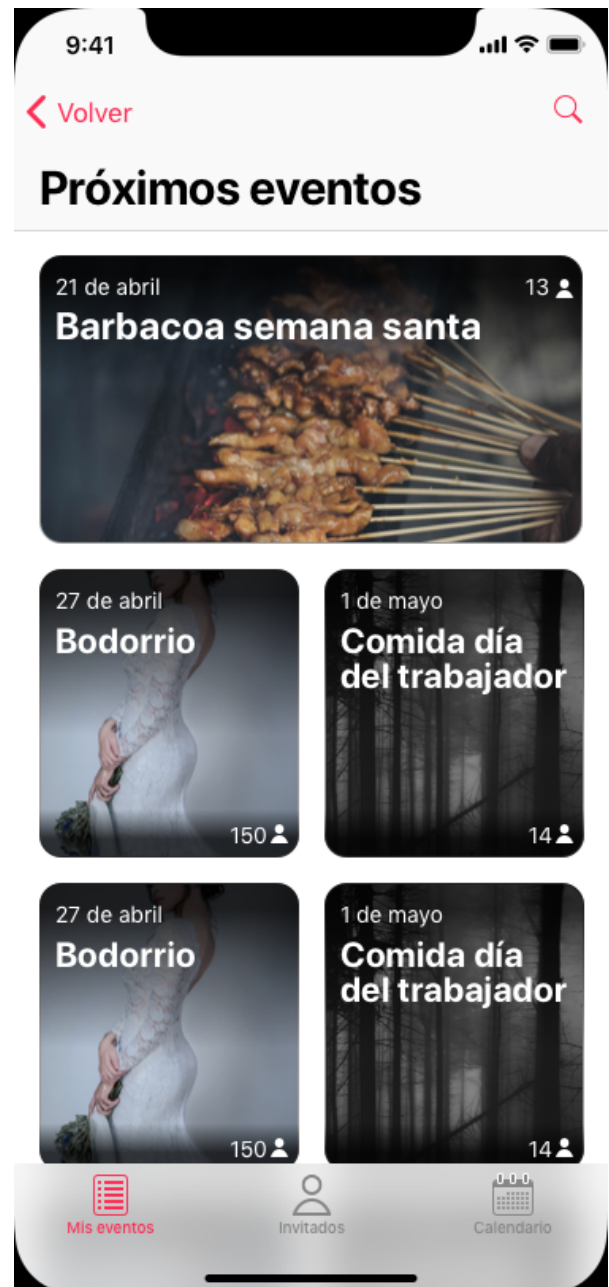 9:41
Volver
Próximos eventos
21 de abril
13
Barbacoa semana santa
27 de abril
Bodorrio
150
1 de mayo
Comida día
del trabajador
14
27 de abril
Bodorrio
150
1 de mayo
Comida día
del trabajador
14
Mis eventos
Invitados
Calendario